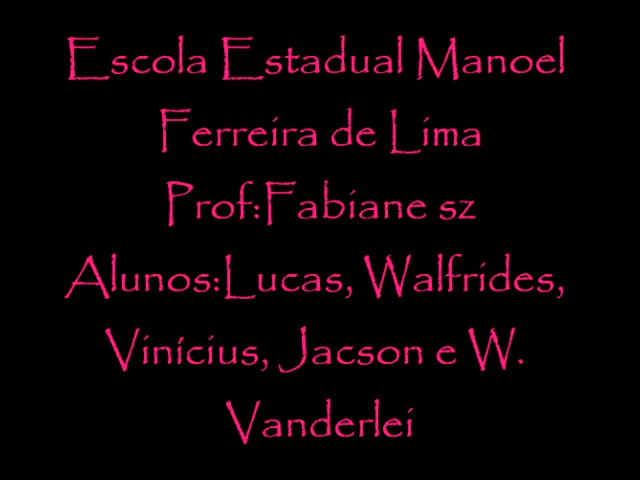 Escola Estadual Manoel
Ferreira de Lima
Prof:Fabiane sz
Alunos:Lucas, Walfrides,
Vinícius, Jacson e W.
Vanderlei